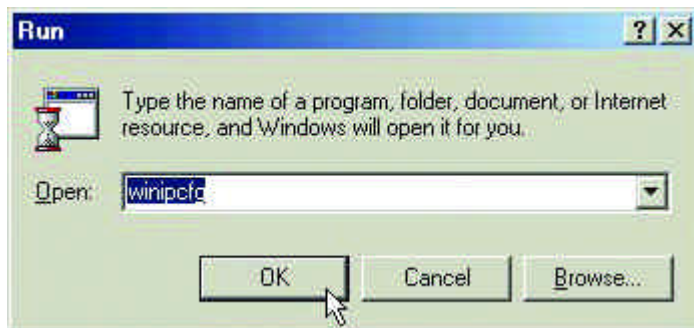 Run
Type the name of a program, folder, document, or Internet
resource, and Windows will open it for you.
Open: winipcfg
OK Cancel Browse...